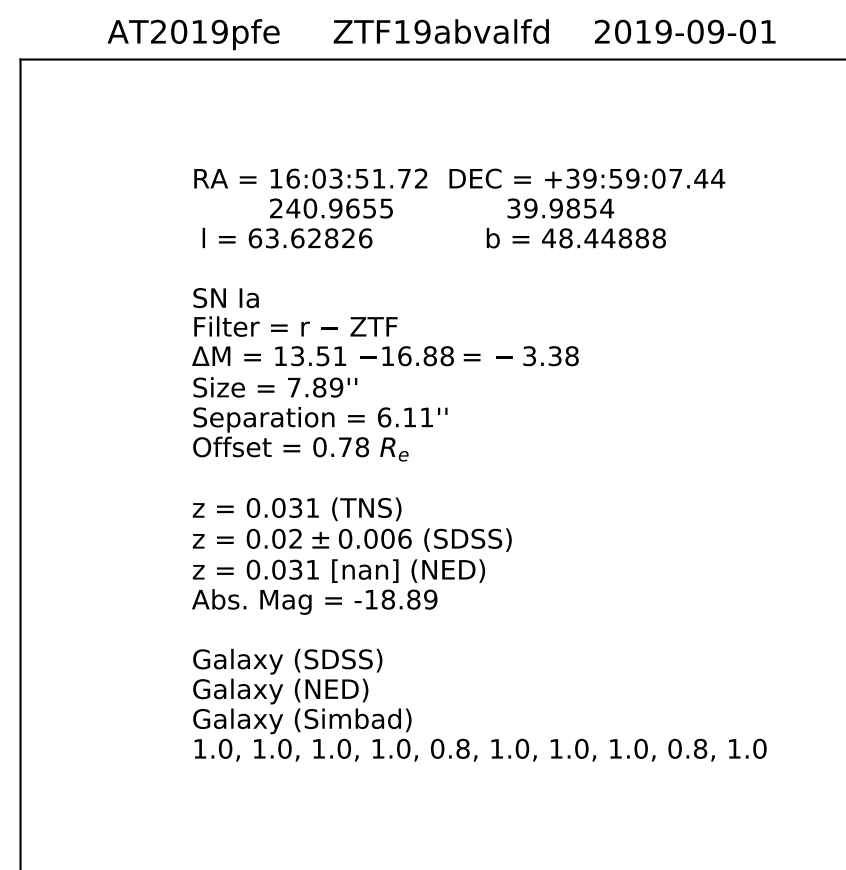 AT2019pfe ZTF19abvalfd 2019-09-01
RA = 16:03:51.72 DEC = +39:59:07.44
240.9655 39.9854
l = 63.62826 b = 48.44888
SN Ia
Filter = r − ZTF
ΔM = 13.51 −16.88 = − 3.38
Size = 7.89''
Separation = 6.11''
Offset = 0.78 Rₑ
z = 0.031 (TNS)
z = 0.02 ± 0.006 (SDSS)
z = 0.031 [nan] (NED)
Abs. Mag = -18.89
Galaxy (SDSS)
Galaxy (NED)
Galaxy (Simbad)
1.0, 1.0, 1.0, 1.0, 0.8, 1.0, 1.0, 1.0, 0.8, 1.0